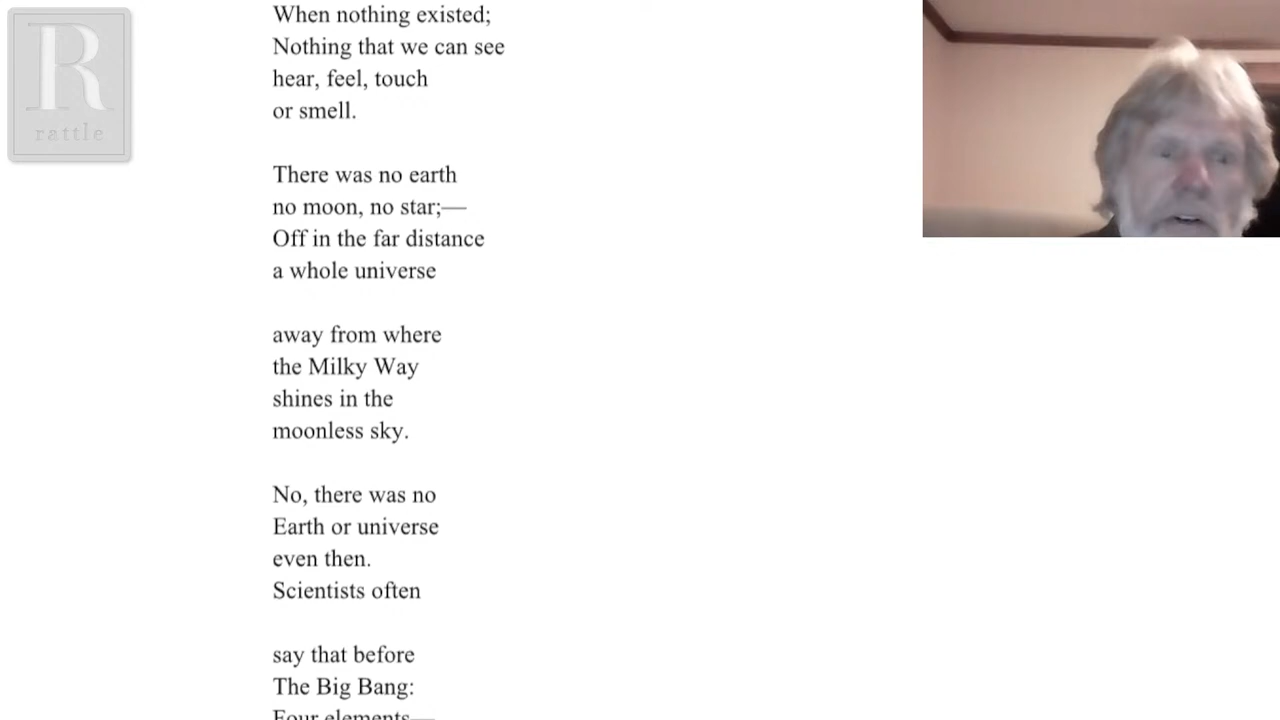 R
rattle
When nothing existed;
Nothing that we can see
hear, feel, touch
or smell.
There was no earth
no moon, no star;—
Off in the far distance
a whole universe
away from where
the Milky Way
shines in the
moonless sky.
No, there was no
Earth or universe
even then.
Scientists often
say that before
The Big Bang:
Four elements—